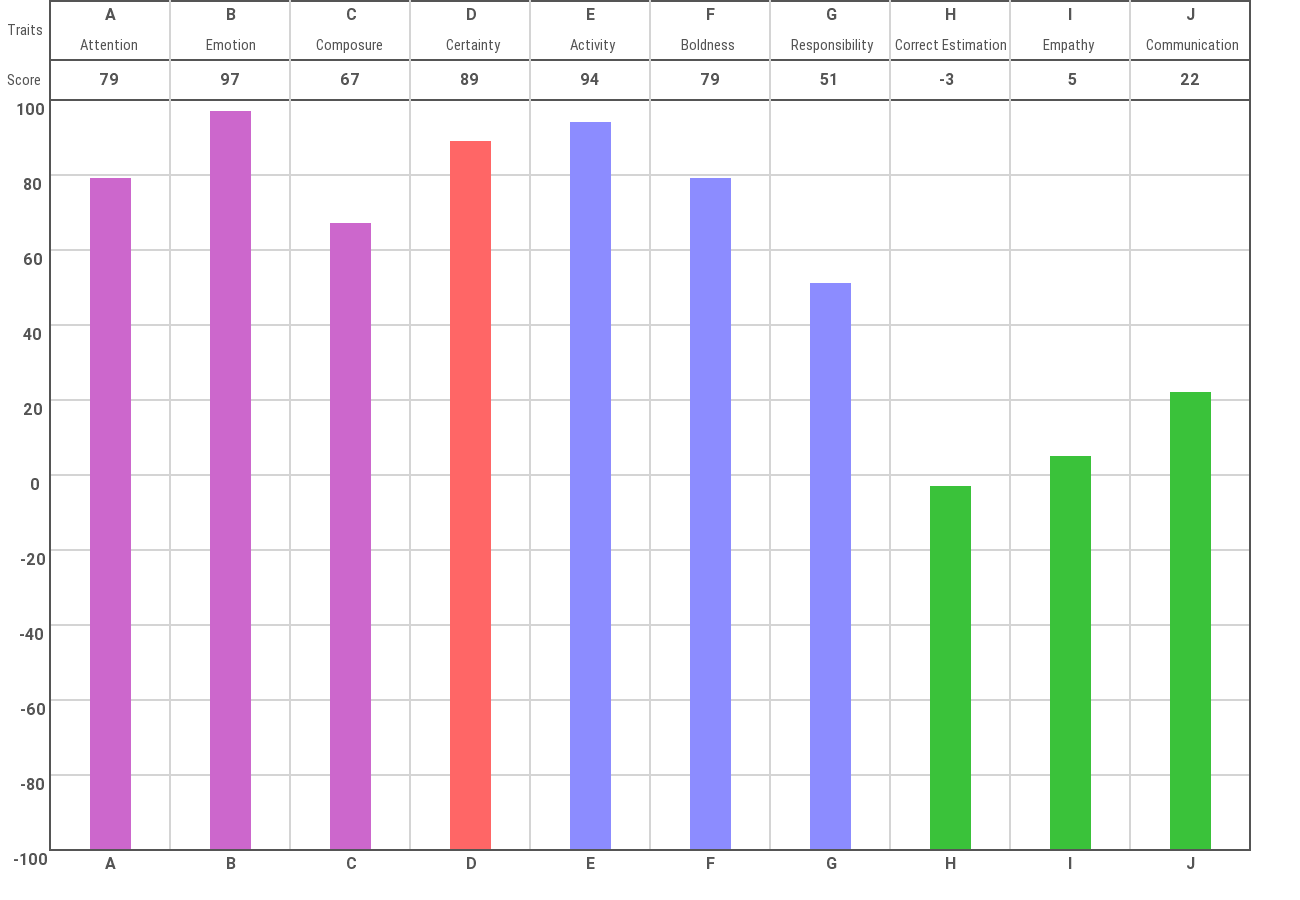 Traits A B C D E F G H I J
Attention Emotion Composure Certainty Activity Boldness Responsibility Correct Estimation Empathy Communication
Score 79 97 67 89 94 79 51 -3 5 22
100
80
60
40
20
0
-20
-40
-60
-80
-100
A B C D E F G H I J